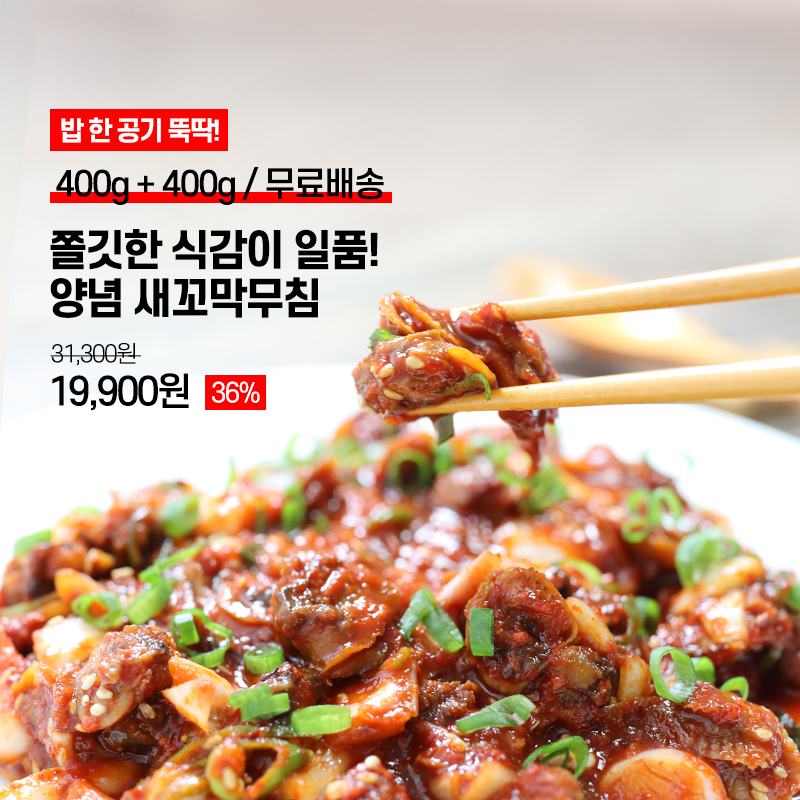 밥 한 공기 뚝딱!
400g + 400g / 무료배송
쫄깃한 식감이 일품!
양념 새꼬막무침
31,300원
19,900원 36%